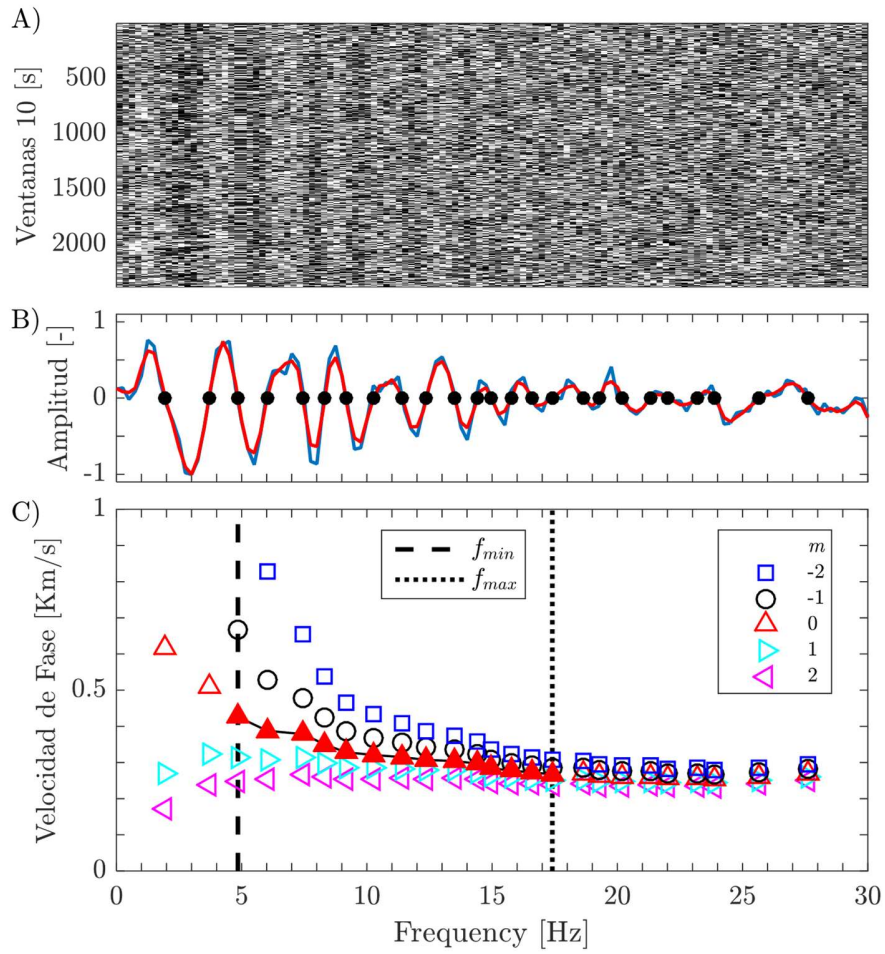 A)
Ventanas 10 [s]
500
1000
1500
2000
B)
Amplitud [-]
1
0
-1
C)
Velocidad de Fase [Km/s]
1
0.5
0
f_min
f_max
m
-2
-1
0
1
2
0 5 10 15 20 25 30
Frequency [Hz]